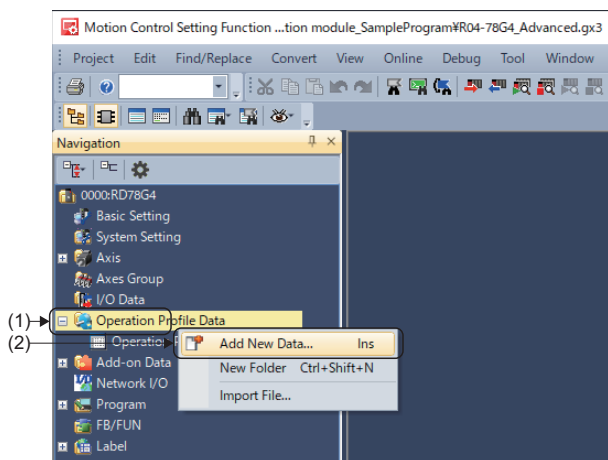 Motion Control Setting Function ...tion module_SampleProgram¥R04-78G4_Advanced.gx3
Project Edit Find/Replace Convert View Online Debug Tool Window
Navigation
0000:RD78G4
Basic Setting
System Setting
Axis
Axes Group
I/O Data
(1) Operation Profile Data
(2) Operation
Add New Data... Ins
Add-on Data
New Folder Ctrl+Shift+N
Network I/O
Import File...
Program
FB/FUN
Label